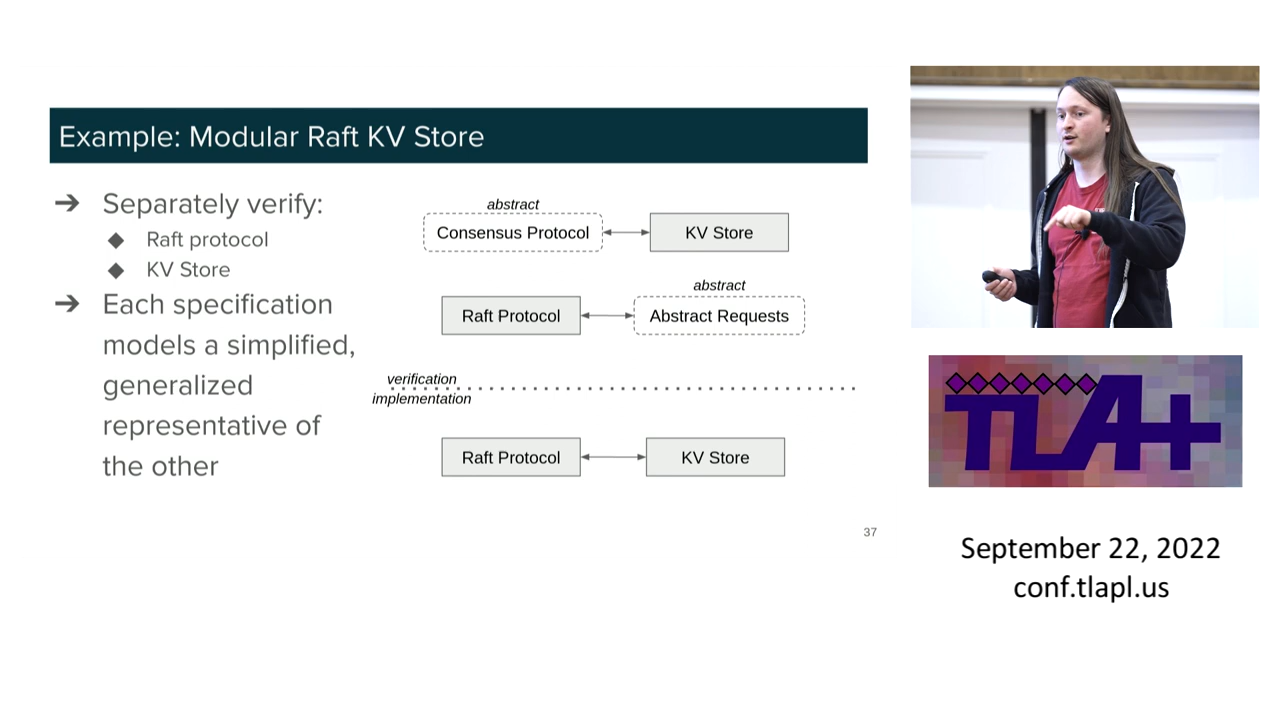 Example: Modular Raft KV Store
➔ Separately verify:
◆ Raft protocol
◆ KV Store
➔ Each specification
models a simplified,
generalized
representative of
the other
abstract
Consensus Protocol
KV Store
abstract
Raft Protocol
Abstract Requests
verification
implementation
Raft Protocol
KV Store
37
TLA+
September 22, 2022
conf.tlapl.us